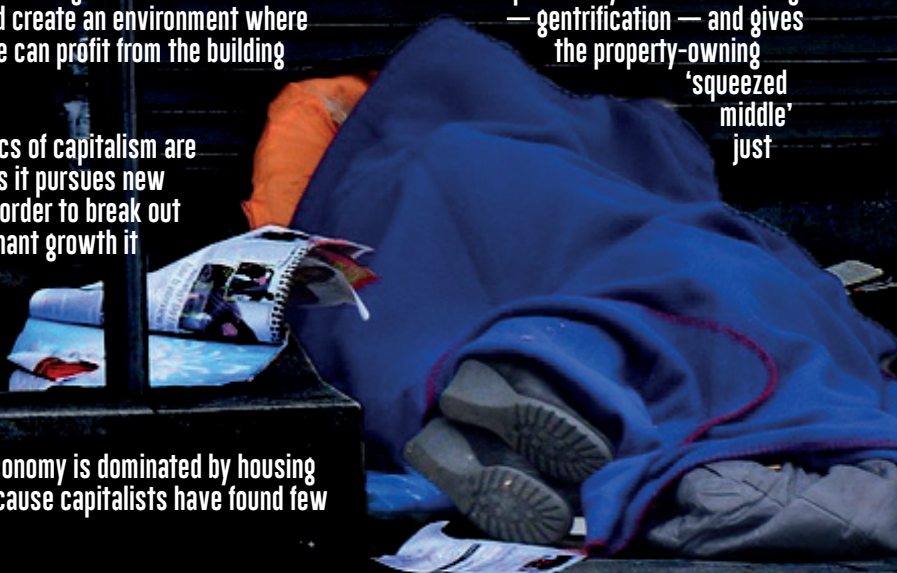 d create an environment where
e can profit from the building
cs of capitalism are
s it pursues new
order to break out
nant growth it
onomy is dominated by housing
cause capitalists have found few
— gentrification — and gives
the property-owning
‘squeezed
middle’
just